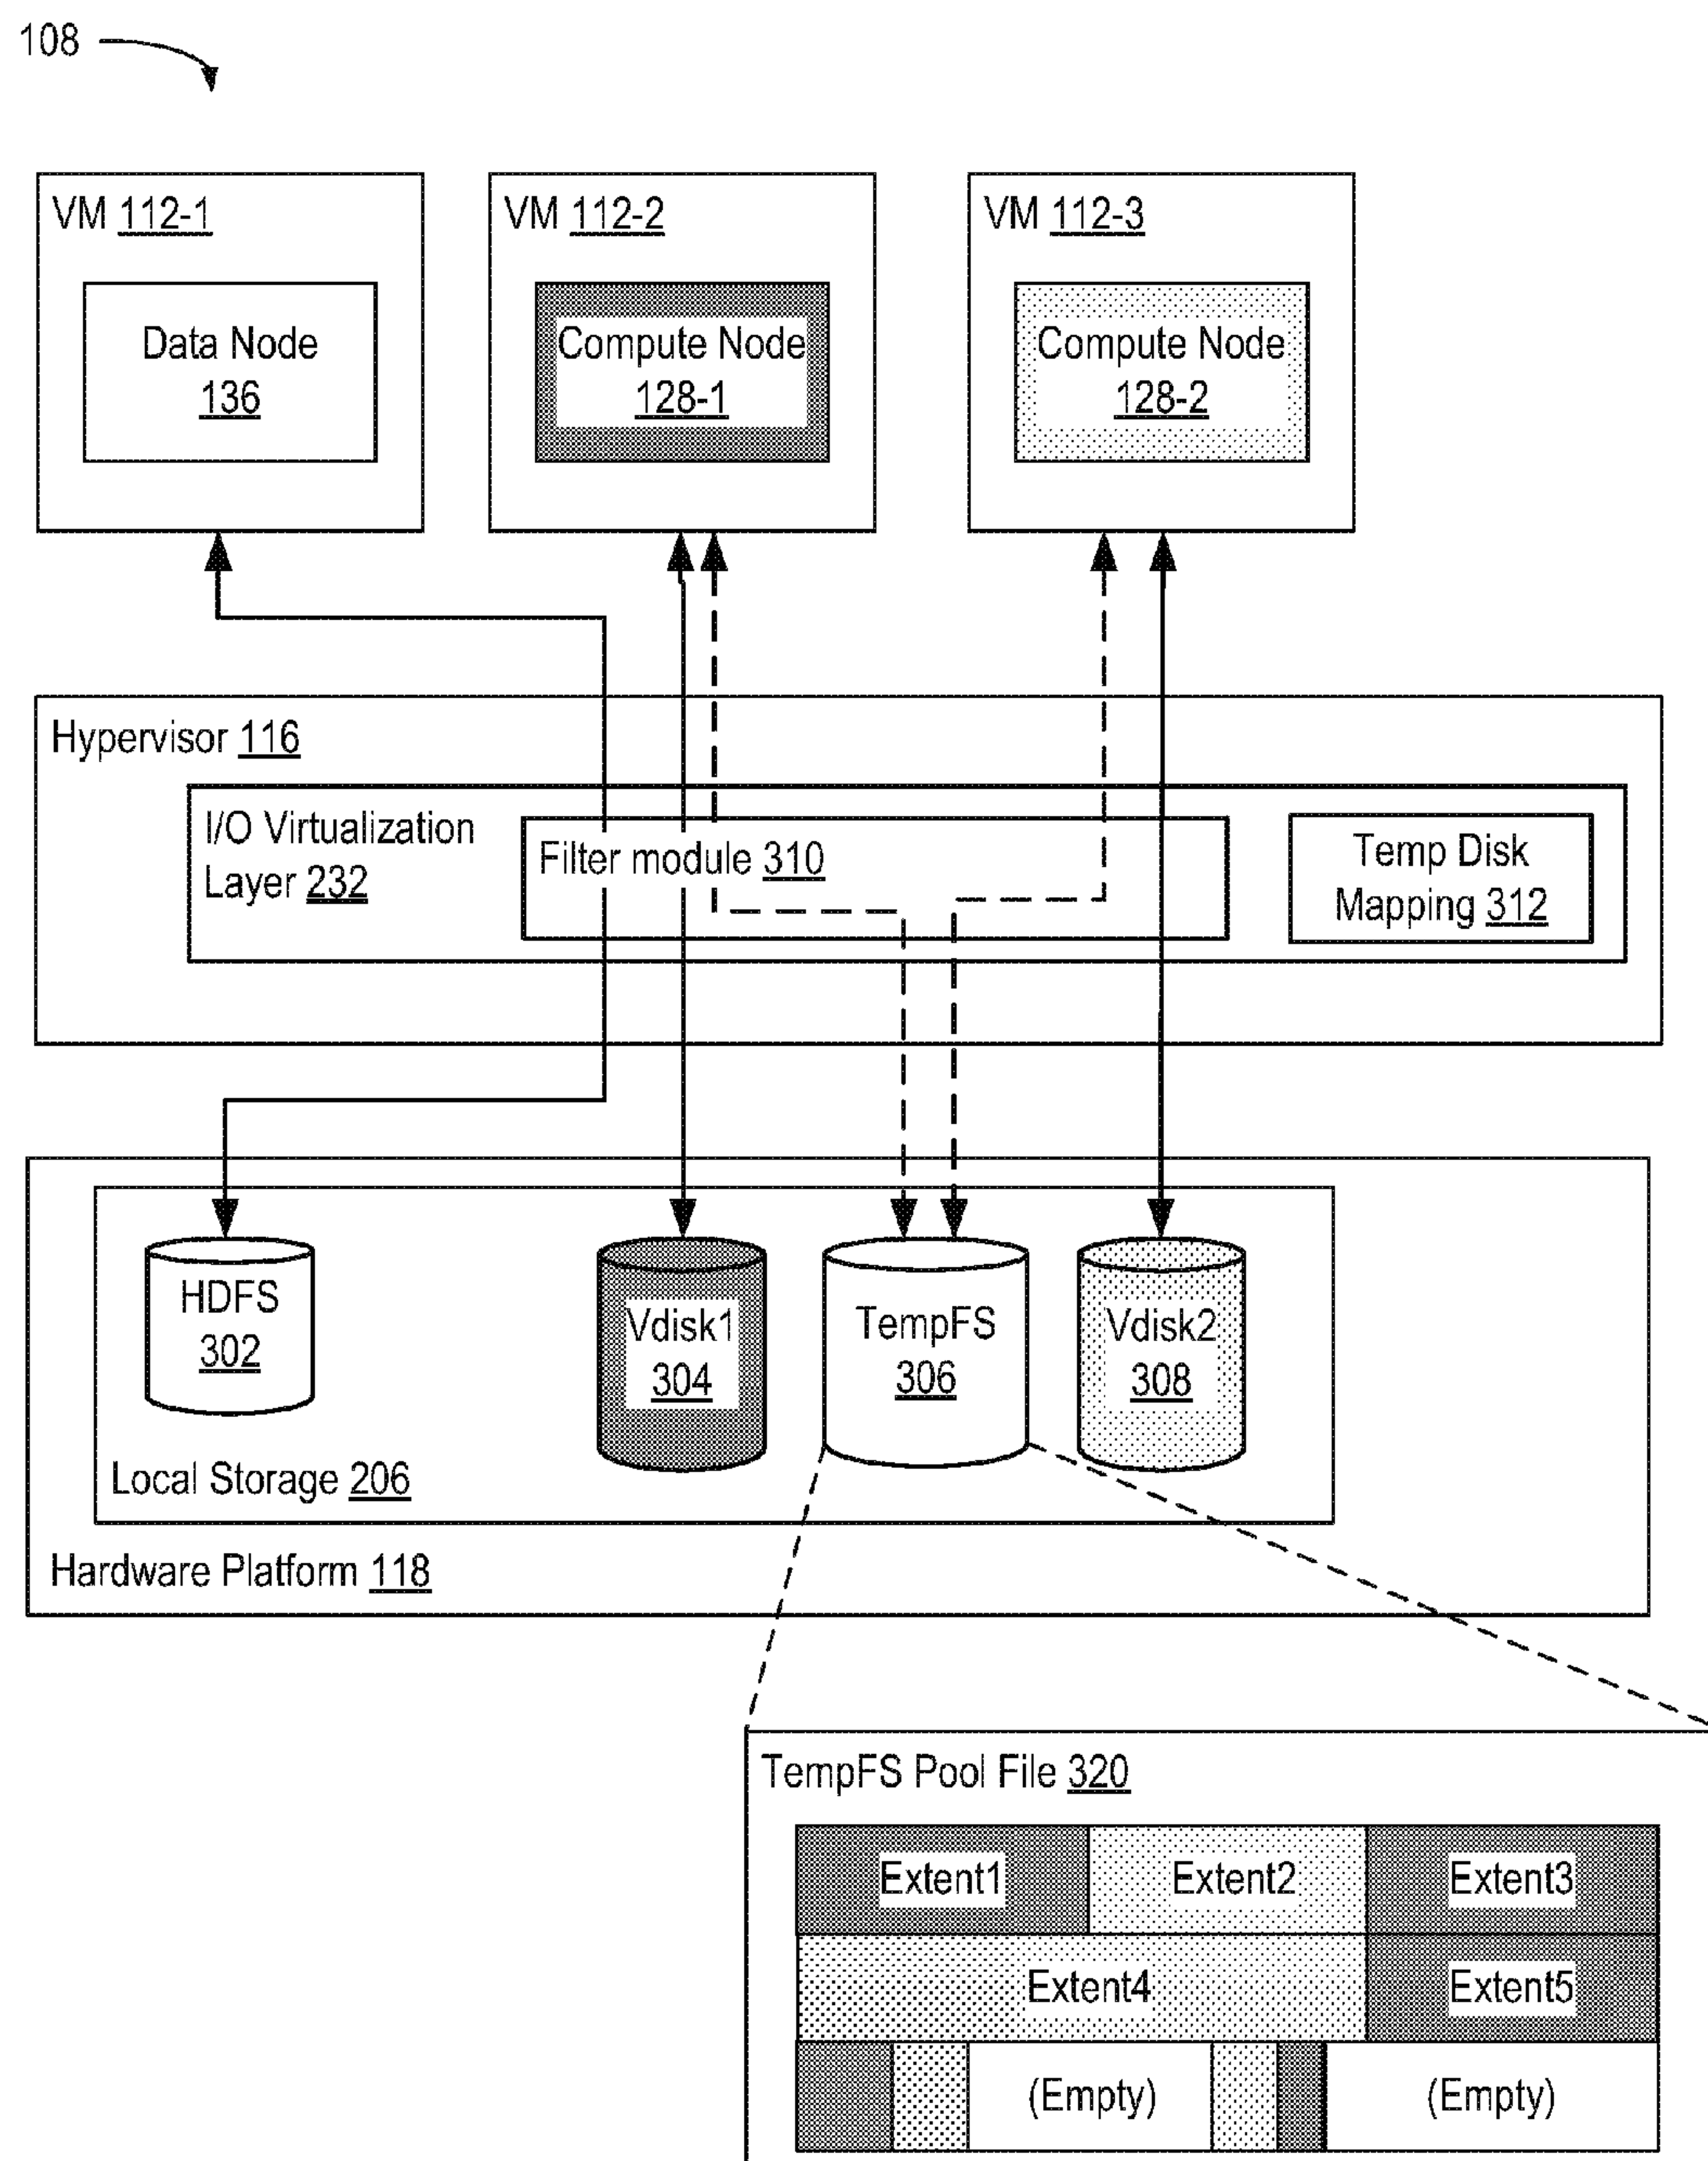 108
VM 112-1
Data Node
136
VM 112-2
Compute Node
128-1
VM 112-3
Compute Node
128-2
Hypervisor 116
I/O Virtualization
Layer 232
Filter module 310
Temp Disk
Mapping 312
HDFS
302
Vdisk1
304
TempFS
306
Vdisk2
308
Local Storage 206
Hardware Platform 118
TempFS Pool File 320
Extent1
Extent2
Extent3
Extent4
Extent5
(Empty)
(Empty)